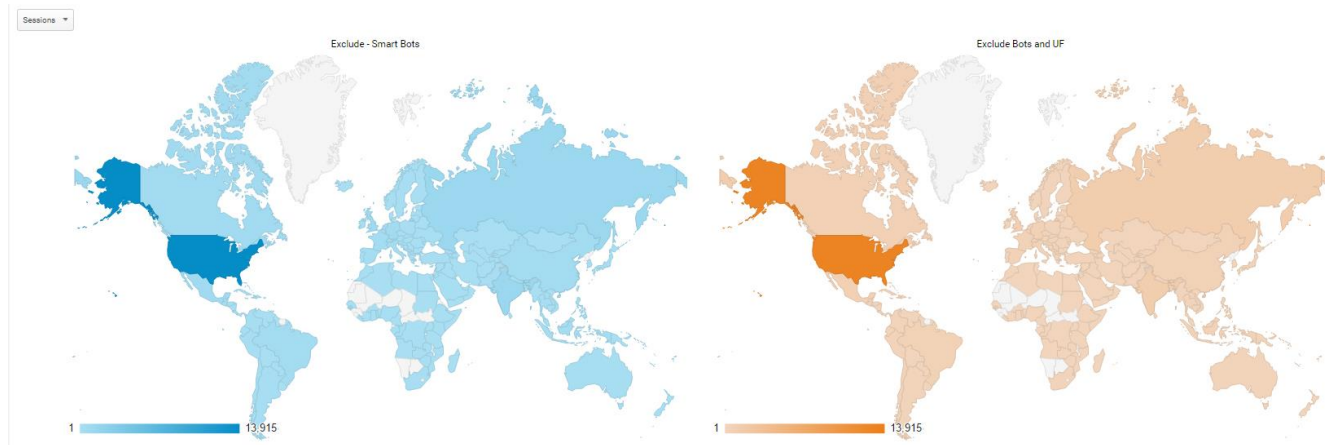 Sessions
Exclude - Smart Bots
Exclude Bots and UF
1 13,915
1 13,915